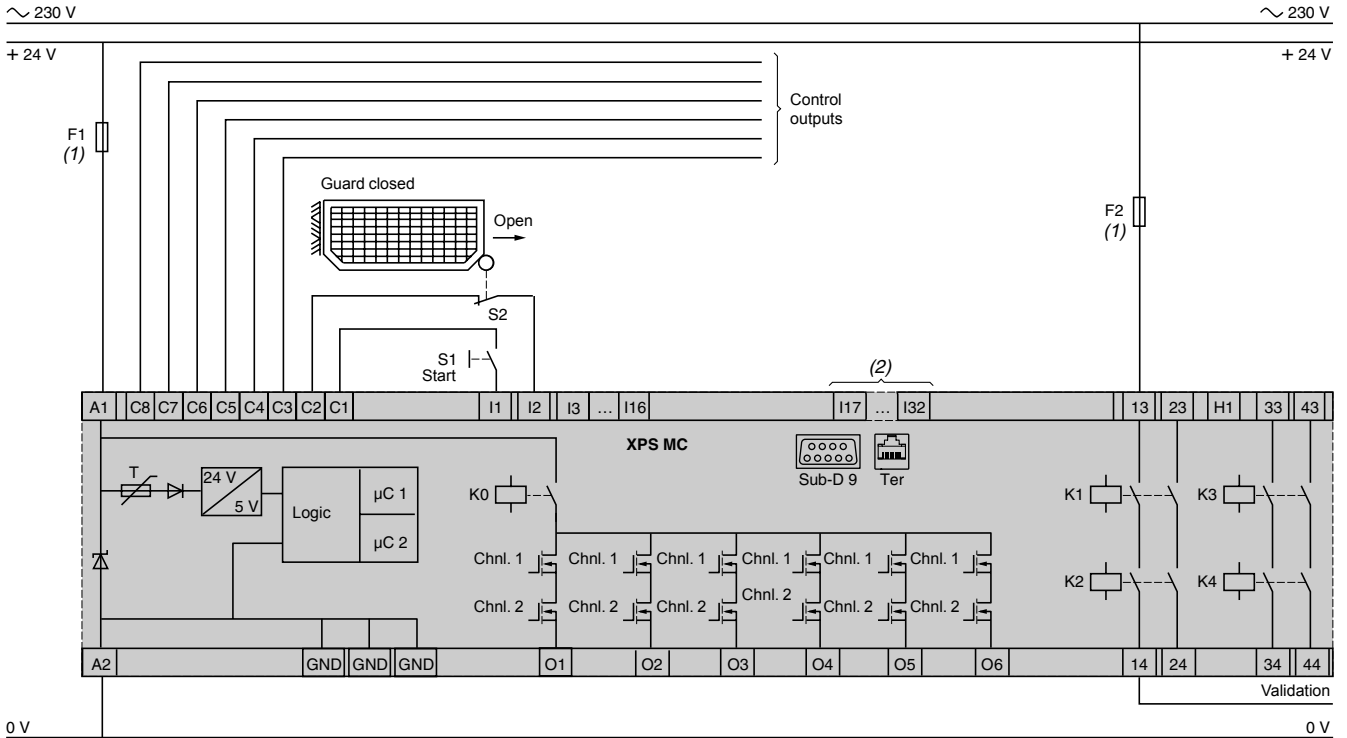 ∼ 230 V
∼ 230 V
+ 24 V
+ 24 V
F1
(1)
Control
outputs
Guard closed
Open
F2
(1)
S2
S1
Start
(2)
A1 C8 C7 C6 C5 C4 C3 C2 C1 I1 I2 I3 ... I16 I17 ... I32 13 23 H1 33 43
XPS MC
Sub-D 9 Ter
T
24 V
5 V
Logic
µC 1
µC 2
K0
K1
K3
Chnl. 1 Chnl. 1 Chnl. 1 Chnl. 1 Chnl. 1 Chnl. 1
K2
K4
Chnl. 2 Chnl. 2 Chnl. 2 Chnl. 2 Chnl. 2 Chnl. 2
A2 GND GND GND O1 O2 O3 O4 O5 O6 14 24 34 44
Validation
0 V
0 V